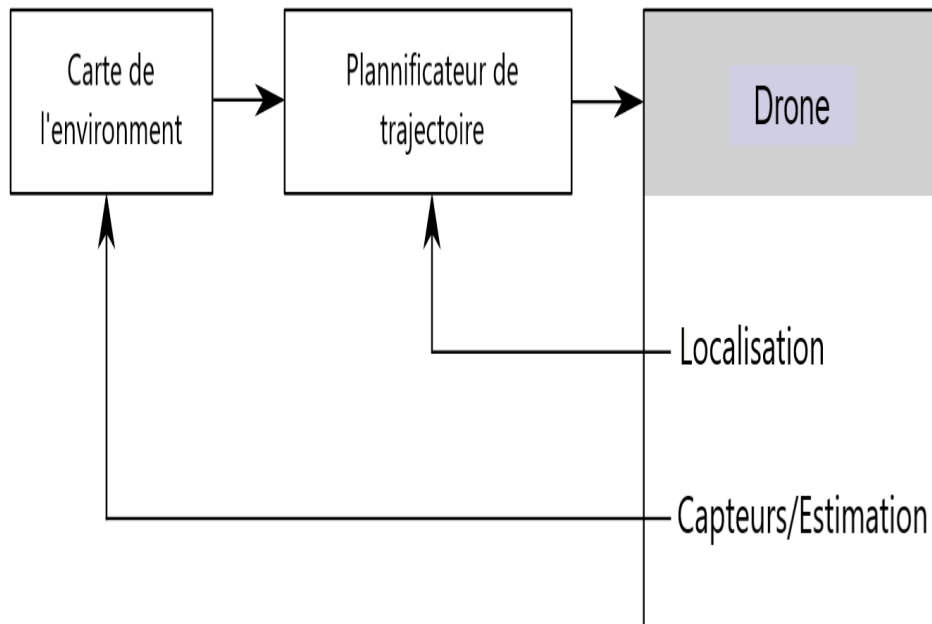 Carte de
l'environment
Plannificateur de
trajectoire
Drone
Localisation
Capteurs/Estimation